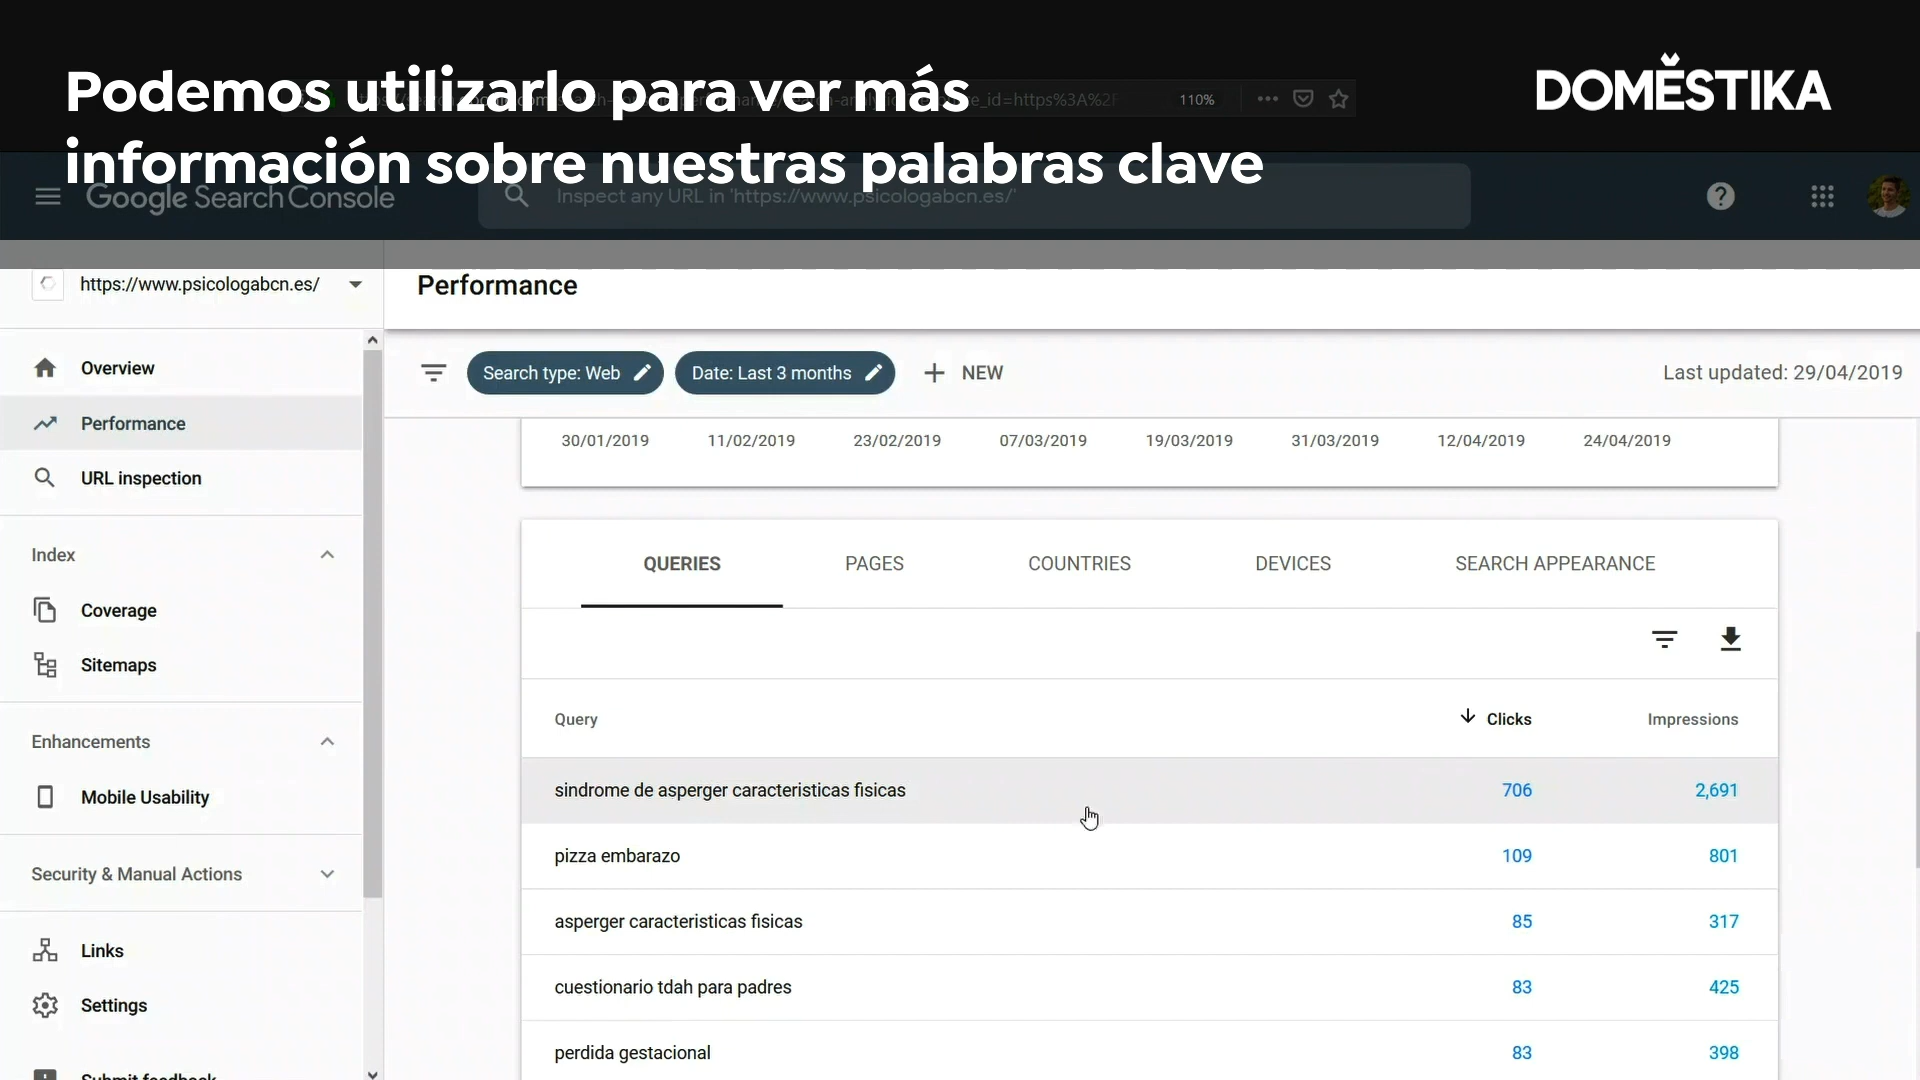 Podemos utilizarlo para ver más
información sobre nuestras palabras clave
DOMESTIKA
110%
Google Search Console
Inspect any URL in 'https://www.psicologabcn.es/'
https://www.psicologabcn.es/
Performance
Overview
Performance
URL inspection
Index
Coverage
Sitemaps
Enhancements
Mobile Usability
Security & Manual Actions
Links
Settings
Submit feedback
Search type: Web
Date: Last 3 months
NEW
Last updated: 29/04/2019
30/01/2019 11/02/2019 23/02/2019 07/03/2019 19/03/2019 31/03/2019 12/04/2019 24/04/2019
QUERIES PAGES COUNTRIES DEVICES SEARCH APPEARANCE
Query Clicks Impressions
sindrome de asperger caracteristicas fisicas 706 2,691
pizza embarazo 109 801
asperger caracteristicas fisicas 85 317
cuestionario tdah para padres 83 425
perdida gestacional 83 398